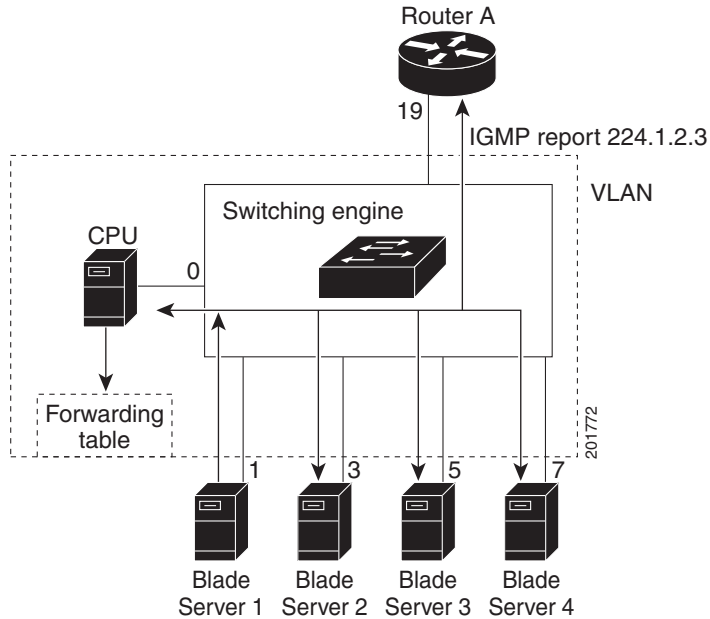 Router A
19
IGMP report 224.1.2.3
VLAN
Switching engine
CPU
0
Forwarding
table
201772
1
3
5
7
Blade
Server 1
Blade
Server 2
Blade
Server 3
Blade
Server 4